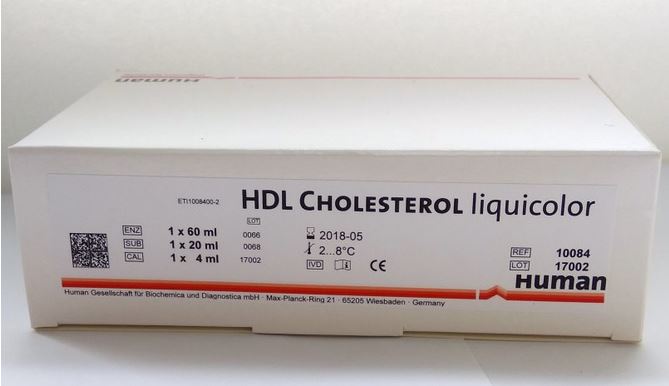 Human
ETI1008400-2 HDL CHOLESTEROL liquicolor
LOT
ENZ 1 x 60 ml 0066 2018-05
SUB 1 x 20 ml 0068 2...8°C REF 10084
CAL 1 x 4 ml 17002 IVD i CE LOT 17002
Human
Human Gesellschaft für Biochemica und Diagnostica mbH · Max-Planck-Ring 21 · 65205 Wiesbaden · Germany